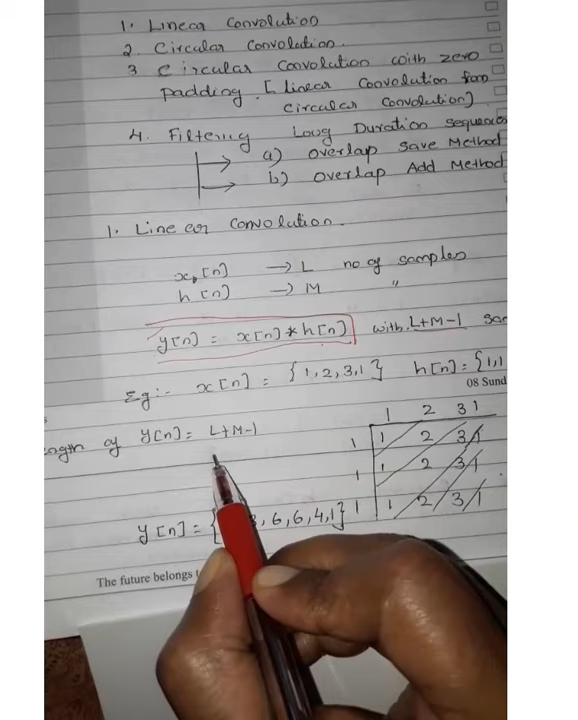 1. Linear Convolution
2. Circular Convolution.
3 Circular Convolution with zero
padding. [linear Convolution from
circular Convolution]
4. Filtering Long Duration sequences
a) overlap save Method
b) overlap Add Method
1. Linear Convolution.
x[n] → L no of samples
h[n] → M "
y[n] = x[n] * h[n] with L+M-1
Eg:- x[n] = {1,2,3,1} h[n] = {1,1
08 Sund
of y[n] = L+M-1
1 2 3 1
1 1 2 3 1
1 1 2 3 1
1 1 2 3 1
y[n] = { 3, 6, 6, 4, 1}
The future belongs